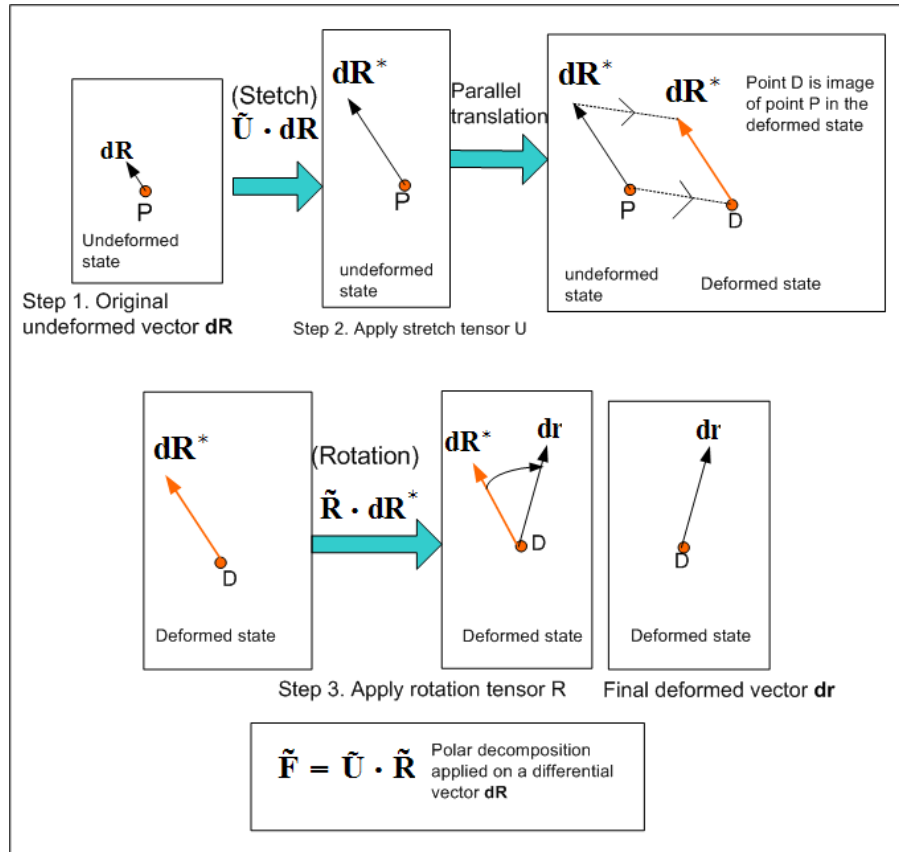 dR
P
Undeformed
state
Step 1. Original
undeformed vector dR
(Stetch)
Ũ · dR
dR*
P
undeformed
state
Step 2. Apply stretch tensor U
Parallel
translation
dR*
dR*
Point D is image
of point P in the
deformed state
P
D
undeformed
state
Deformed state
dR*
D
Deformed state
(Rotation)
R̃ · dR*
dR*
dr
D
Deformed state
Step 3. Apply rotation tensor R
dr
D
Deformed state
Final deformed vector dr
F̃ = Ũ · R̃
Polar decomposition
applied on a differential
vector dR